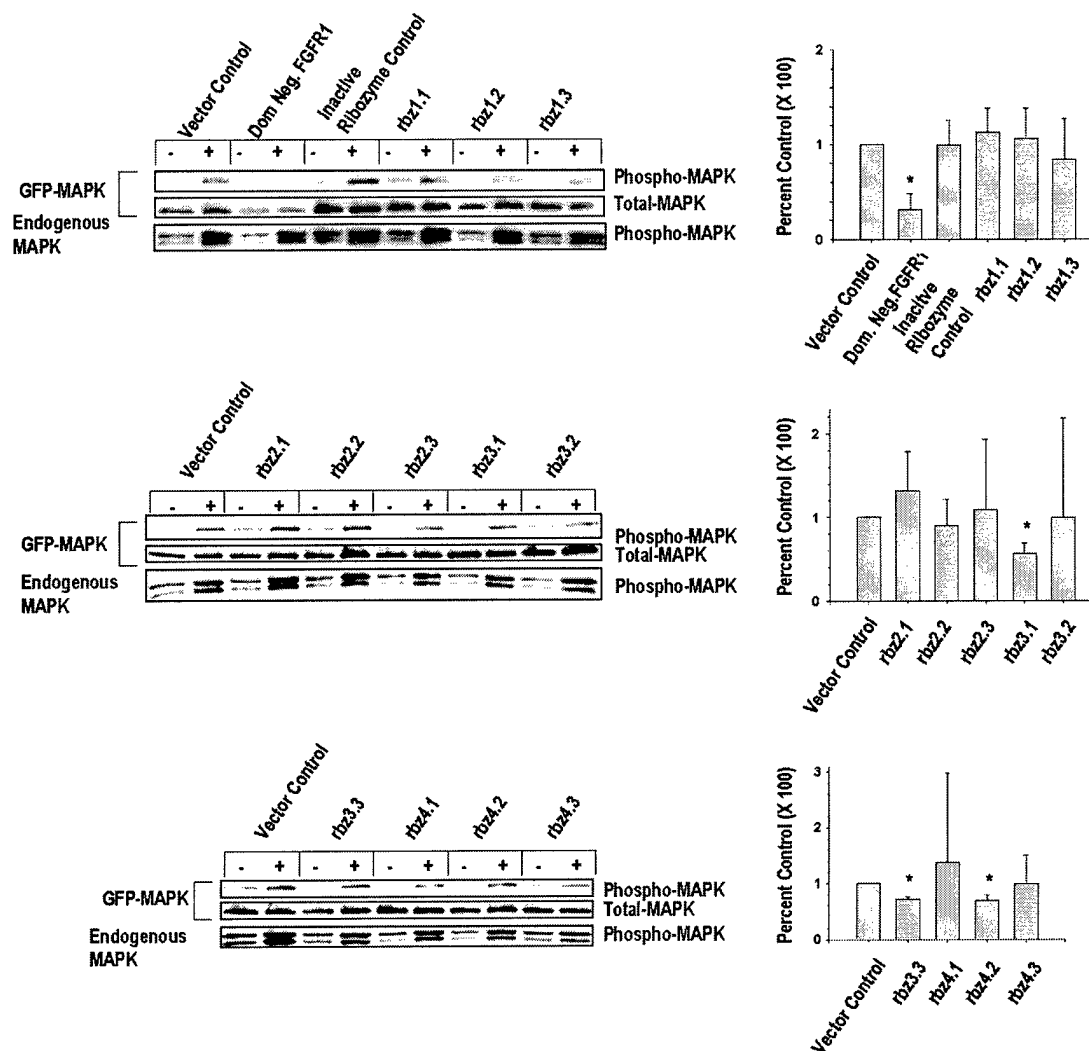 Vector Control
Dom Neg. FGFR1
Inactive
Ribozyme Control
rbz1.1
rbz1.2
rbz1.3
- + - + - + - + - + - +
GFP-MAPK
Phospho-MAPK
Total-MAPK
Endogenous
MAPK
Phospho-MAPK
Percent Control (X 100)
2
1
0
*
Vector Control
Dom. Neg.FGFR1
Inacitve
Ribozyme
Control
rbz1.1
rbz1.2
rbz1.3
Vector Control
rbz2.1
rbz2.2
rbz2.3
rbz3.1
rbz3.2
- + - + - + - + - + - +
GFP-MAPK
Phospho-MAPK
Total-MAPK
Endogenous
MAPK
Phospho-MAPK
Percent Control (X 100)
2
1
0
*
Vector Control
rbz2.1
rbz2.2
rbz2.3
rbz3.1
rbz3.2
Vector Control
rbz3.3
rbz4.1
rbz4.2
rbz4.3
- + - + - + - + - +
GFP-MAPK
Phospho-MAPK
Total-MAPK
Endogenous
MAPK
Phospho-MAPK
Percent Control (X 100)
3
2
1
0
* *
Vector Control
rbz3.3
rbz4.1
rbz4.2
rbz4.3